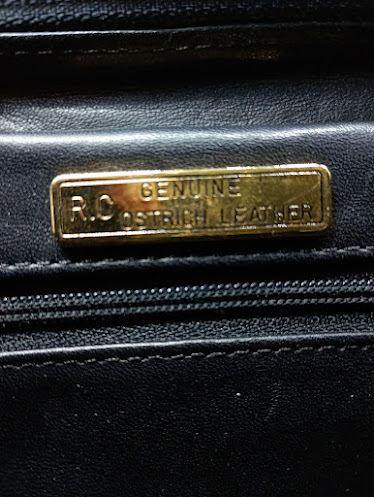 R.C GENUINE
OSTRICH LEATHER